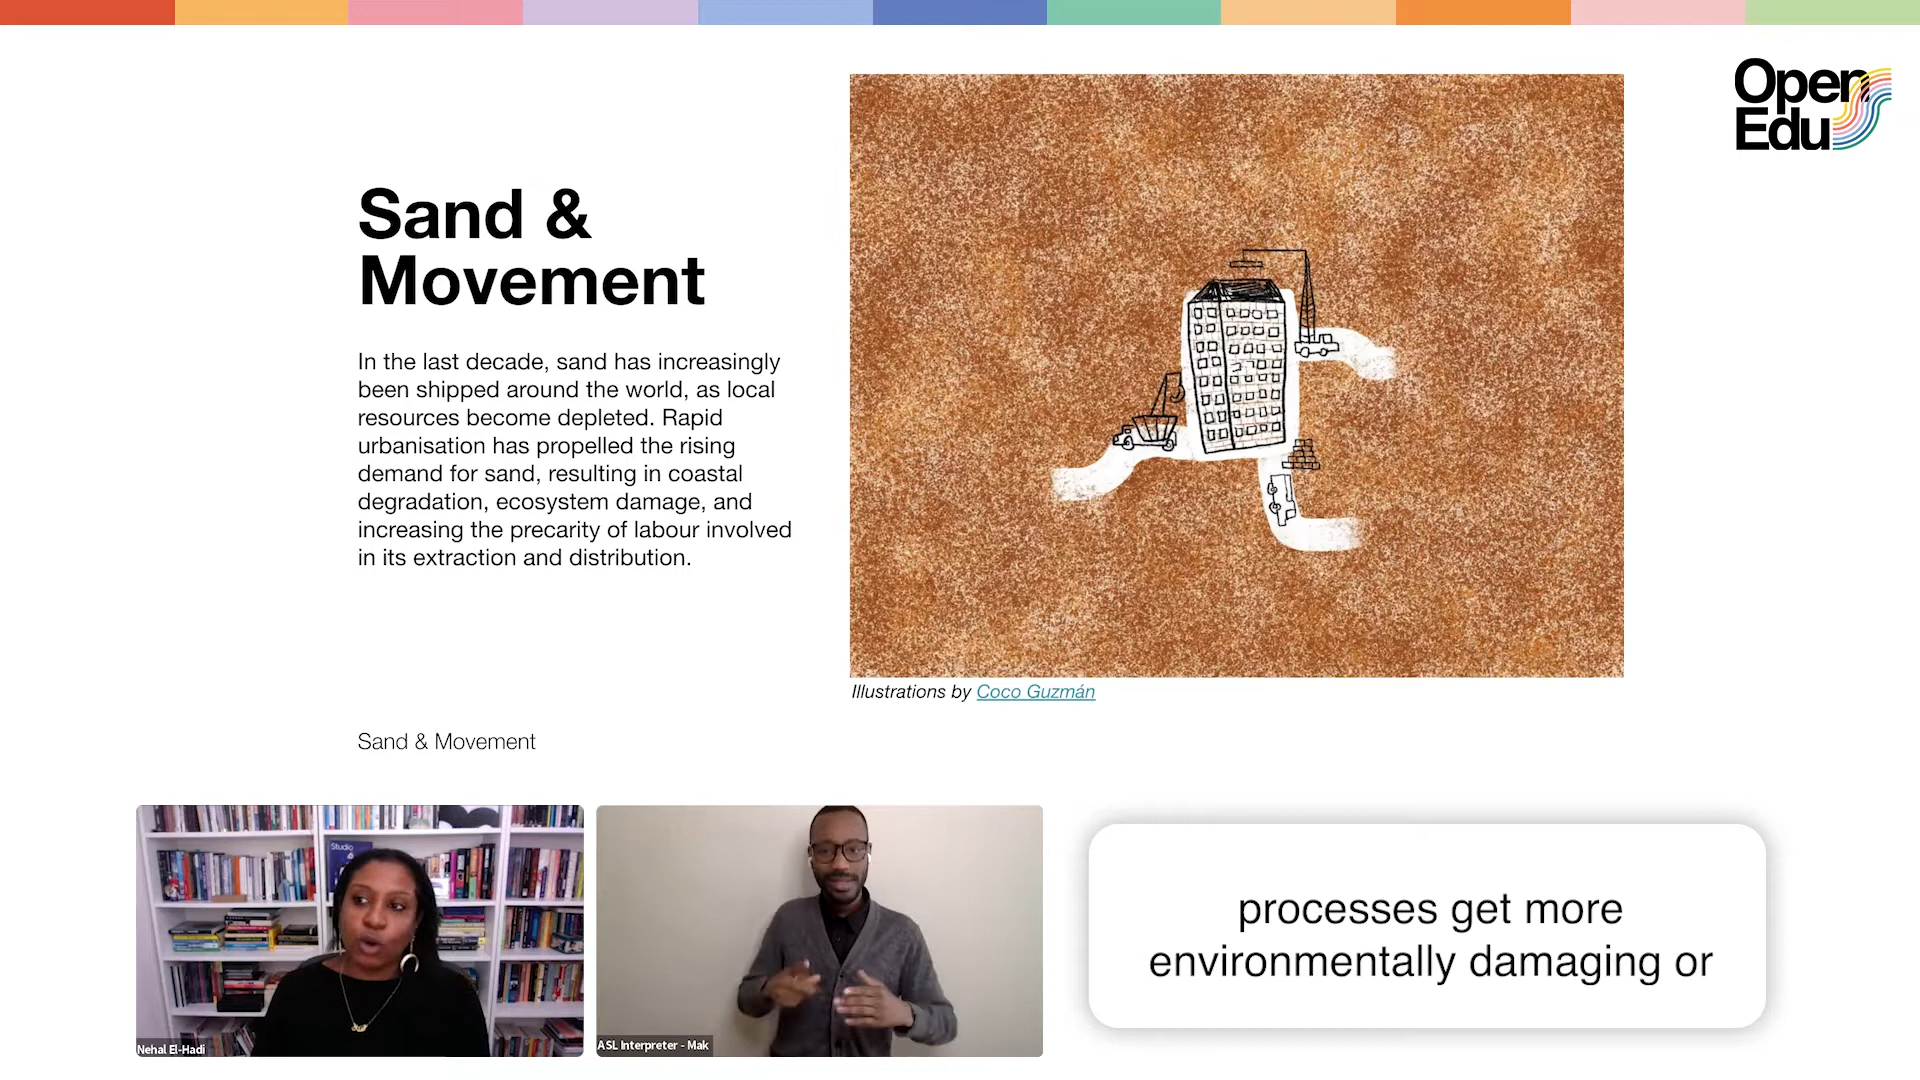 Open
Edu
Sand &
Movement
In the last decade, sand has increasingly
been shipped around the world, as local
resources become depleted. Rapid
urbanisation has propelled the rising
demand for sand, resulting in coastal
degradation, ecosystem damage, and
increasing the precarity of labour involved
in its extraction and distribution.
Illustrations by Coco Guzmán
Sand & Movement
Studio
Nehal El-Hadi
ASL Interpreter - Mak
processes get more
environmentally damaging or